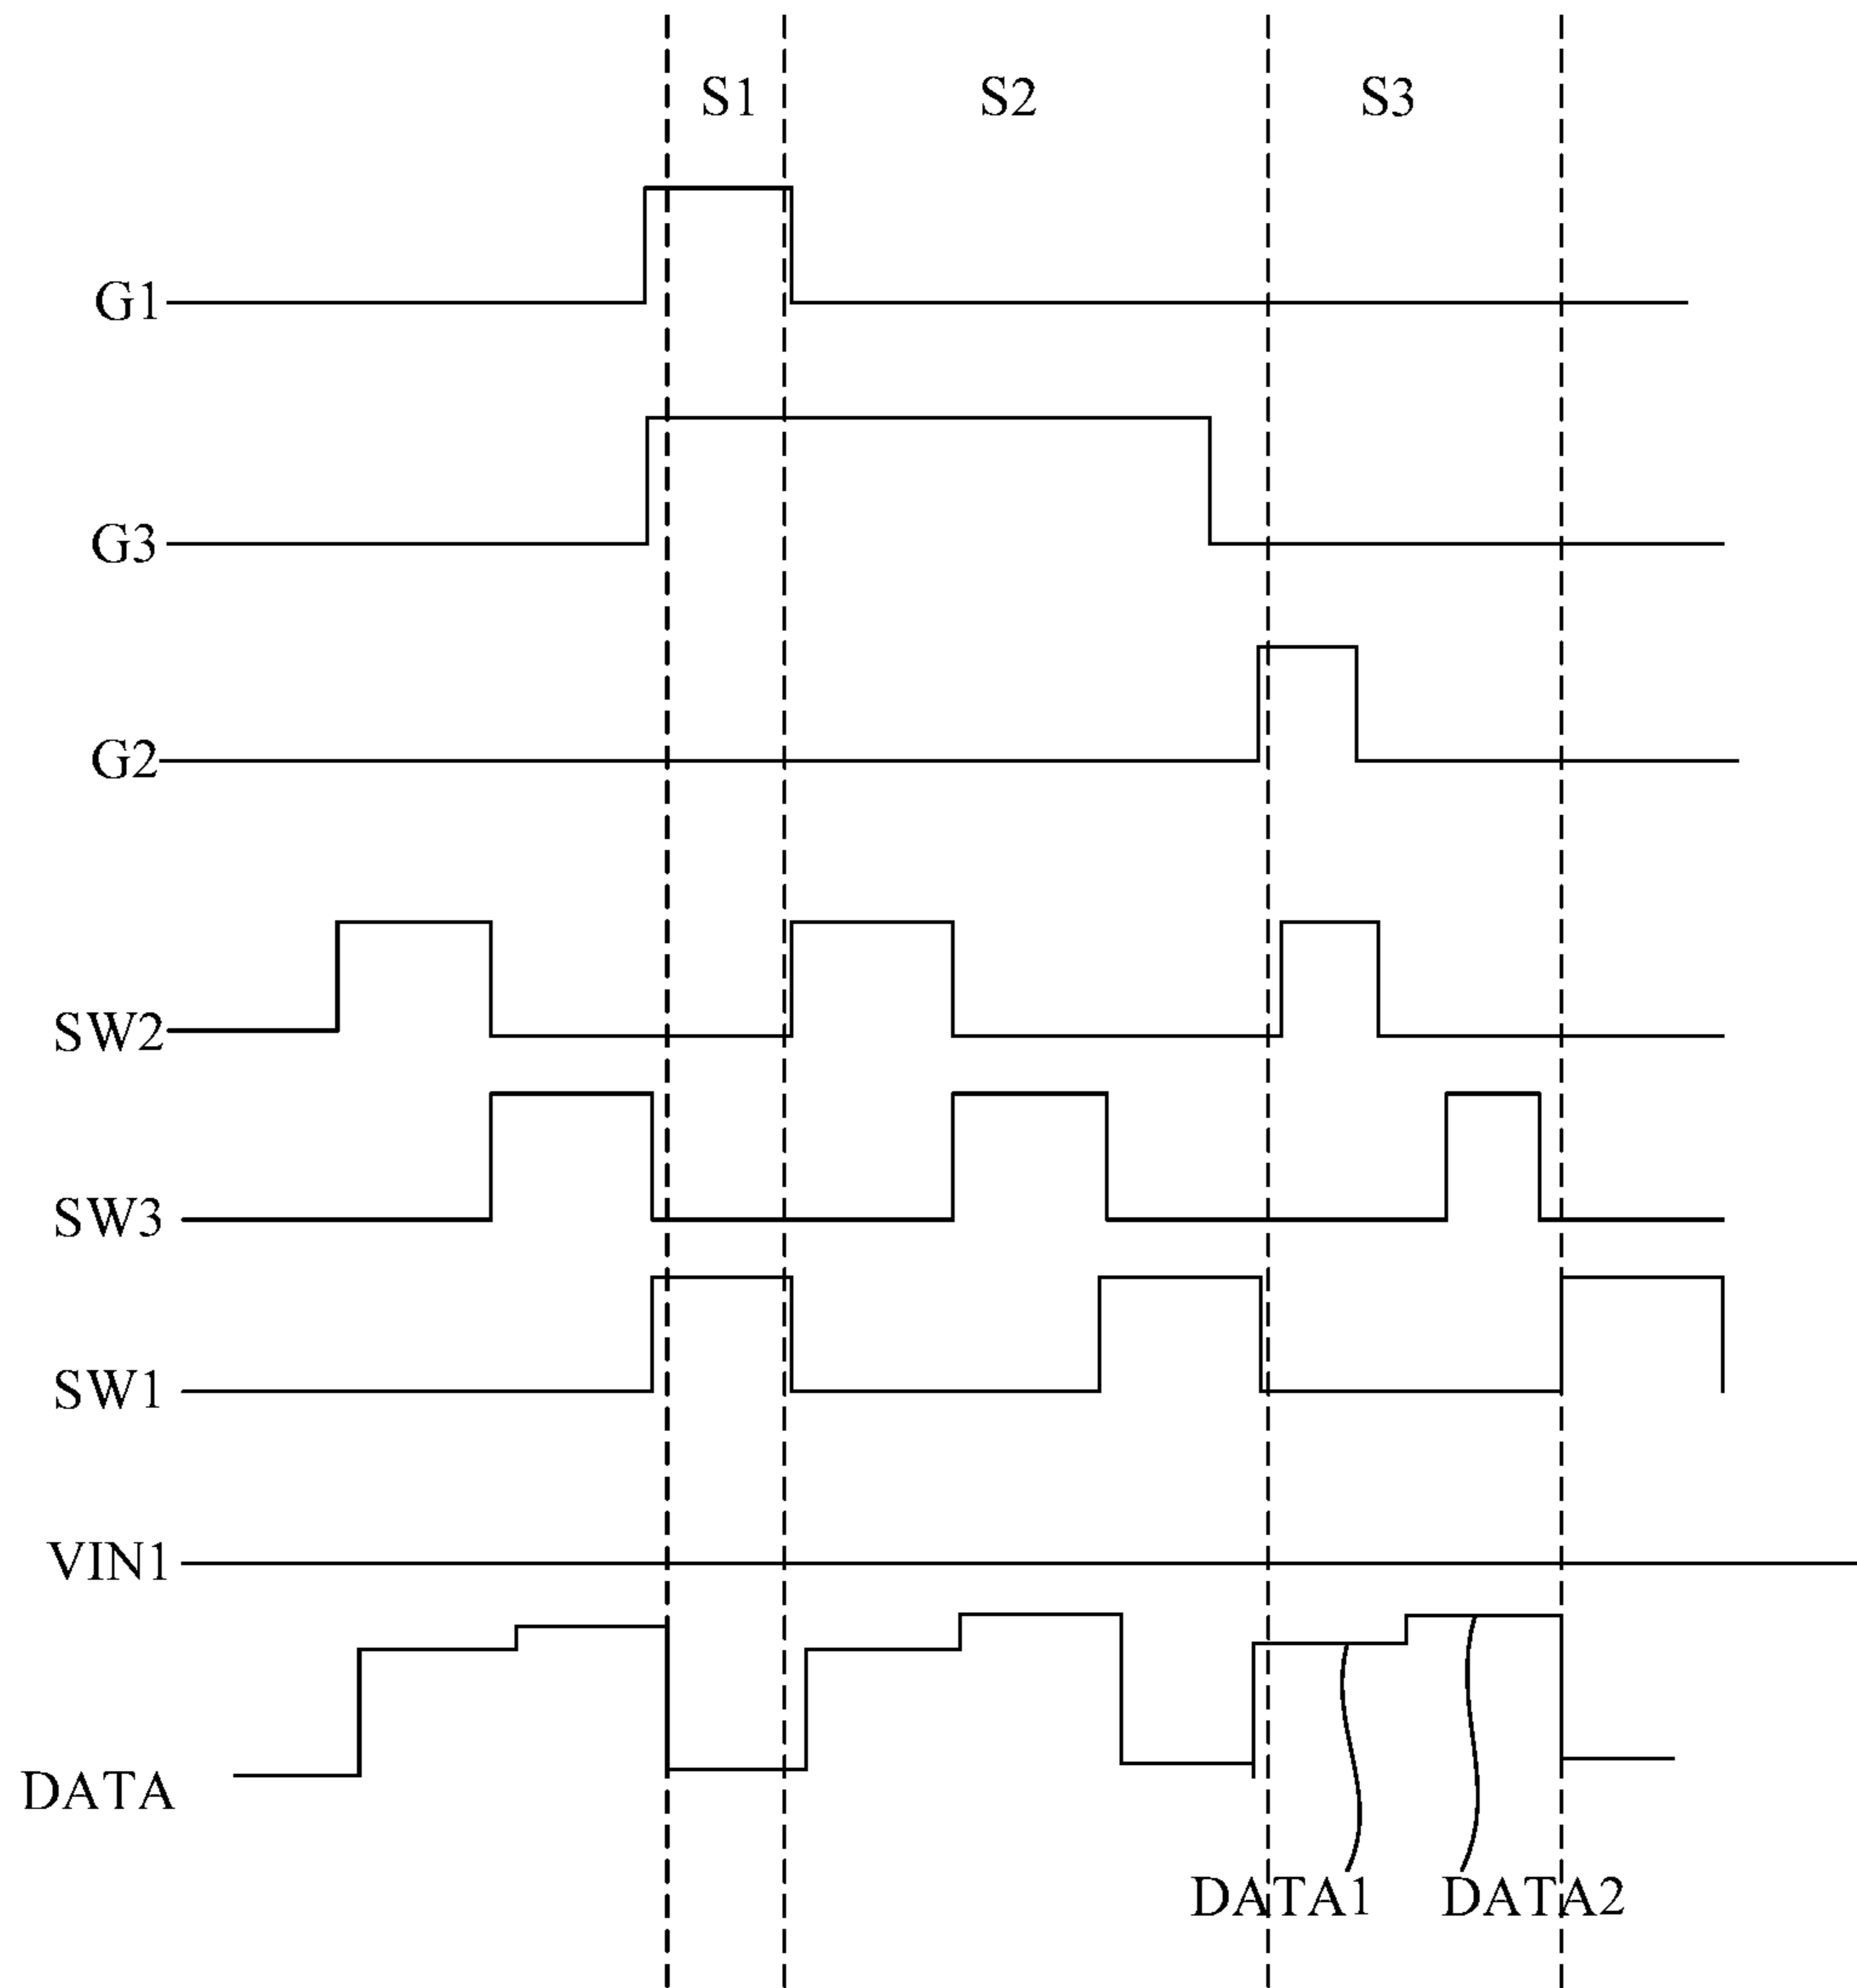 S1 S2 S3
G1
G3
G2
SW2
SW3
SW1
VIN1
DATA
DATA1 DATA2